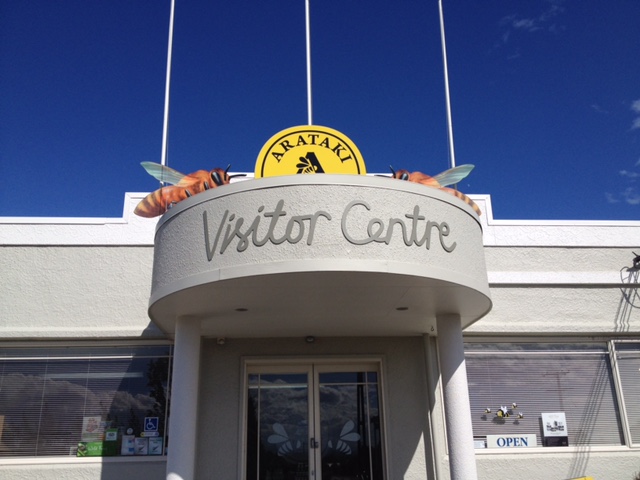 ARATAKI
A
Visitor Centre
OPEN